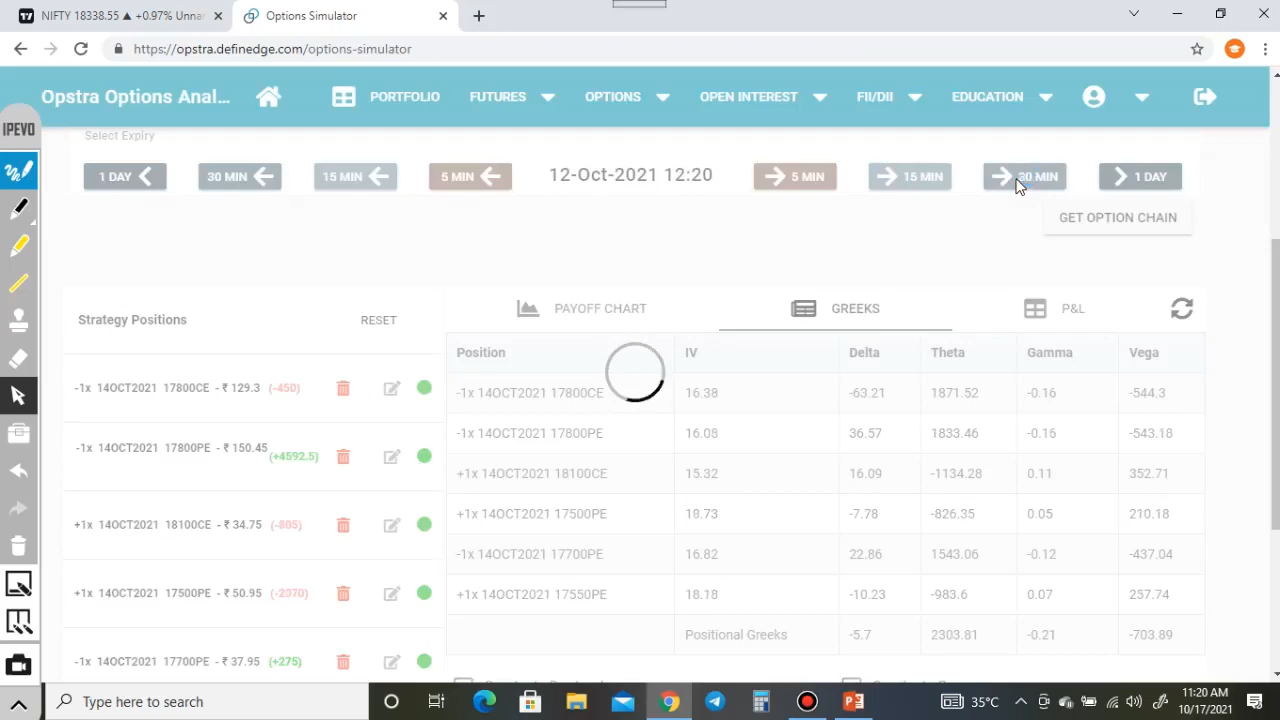 NIFTY 18338.55 ▲ +0.97% Unnar
Options Simulator
https://opstra.definedge.com/options-simulator
Opstra Options Anal... PORTFOLIO FUTURES OPTIONS OPEN INTEREST FII/DII EDUCATION
IPEVO
Select Expiry
1 DAY 30 MIN 15 MIN 5 MIN 12-Oct-2021 12:20 5 MIN 15 MIN 30 MIN 1 DAY
GET OPTION CHAIN
Strategy Positions RESET
-1x 14OCT2021 17800CE - ₹ 129.3 (-450)
-1x 14OCT2021 17800PE - ₹ 150.45 (+4592.5)
+1x 14OCT2021 18100CE - ₹ 34.75 (-805)
+1x 14OCT2021 17500PE - ₹ 50.95 (-2070)
-1x 14OCT2021 17700PE - ₹ 37.95 (+275)
PAYOFF CHART GREEKS P&L
Position IV Delta Theta Gamma Vega
-1x 14OCT2021 17800CE 16.38 -63.21 1871.52 -0.16 -544.3
-1x 14OCT2021 17800PE 16.08 36.57 1833.46 -0.16 -543.18
+1x 14OCT2021 18100CE 15.32 16.09 -1134.28 0.11 352.71
+1x 14OCT2021 17500PE 18.73 -7.78 -826.35 0.05 210.18
-1x 14OCT2021 17700PE 16.82 22.86 1543.06 -0.12 -437.04
+1x 14OCT2021 17550PE 18.18 -10.23 -983.6 0.07 257.74
Positional Greeks -5.7 2303.81 -0.21 -703.89
Type here to search
35°C
11:20 AM
10/17/2021